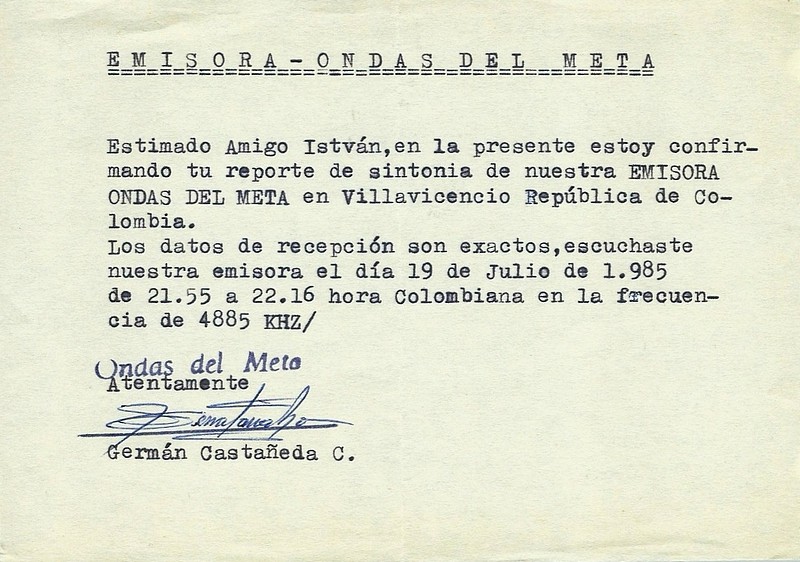 EMISORA-ONDAS DEL META
Estimado Amigo István,en la presente estoy confir-
mando tu reporte de sintonia de nuestra EMISORA
ONDAS DEL META en Villavicencio República de Co-
lombia.
Los datos de recepción son exactos,escuchaste
nuestra emisora el día 19 de Julio de 1.985
de 21.55 a 22.16 hora Colombiana en la frecuen-
cia de 4885 KHZ/
Ondas del Meta
Atentamente
Germán Castañeda C.